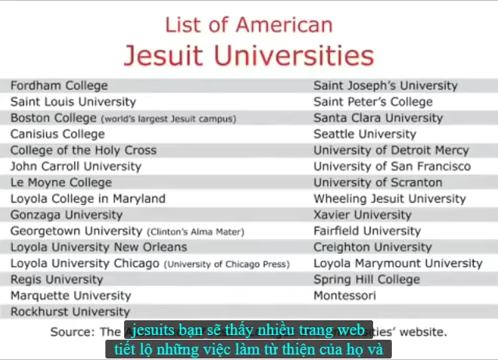 List of American
Jesuit Universities
Fordham College
Saint Louis University
Boston College (world's largest Jesuit campus)
Canisius College
College of the Holy Cross
John Carroll University
Le Moyne College
Loyola College in Maryland
Gonzaga University
Georgetown University (Clinton's Alma Mater)
Loyola University New Orleans
Loyola University Chicago (University of Chicago Press)
Regis University
Marquette University
Rockhurst University
Saint Joseph's University
Saint Peter's College
Santa Clara University
Seattle University
University of Detroit Mercy
University of San Francisco
University of Scranton
Wheeling Jesuit University
Xavier University
Fairfield University
Creighton University
Loyola Marymount University
Spring Hill College
Montessori
Source: The website.
jesuits bạn sẽ thấy nhiều trang web
tiết lộ những việc làm từ thiện của họ và